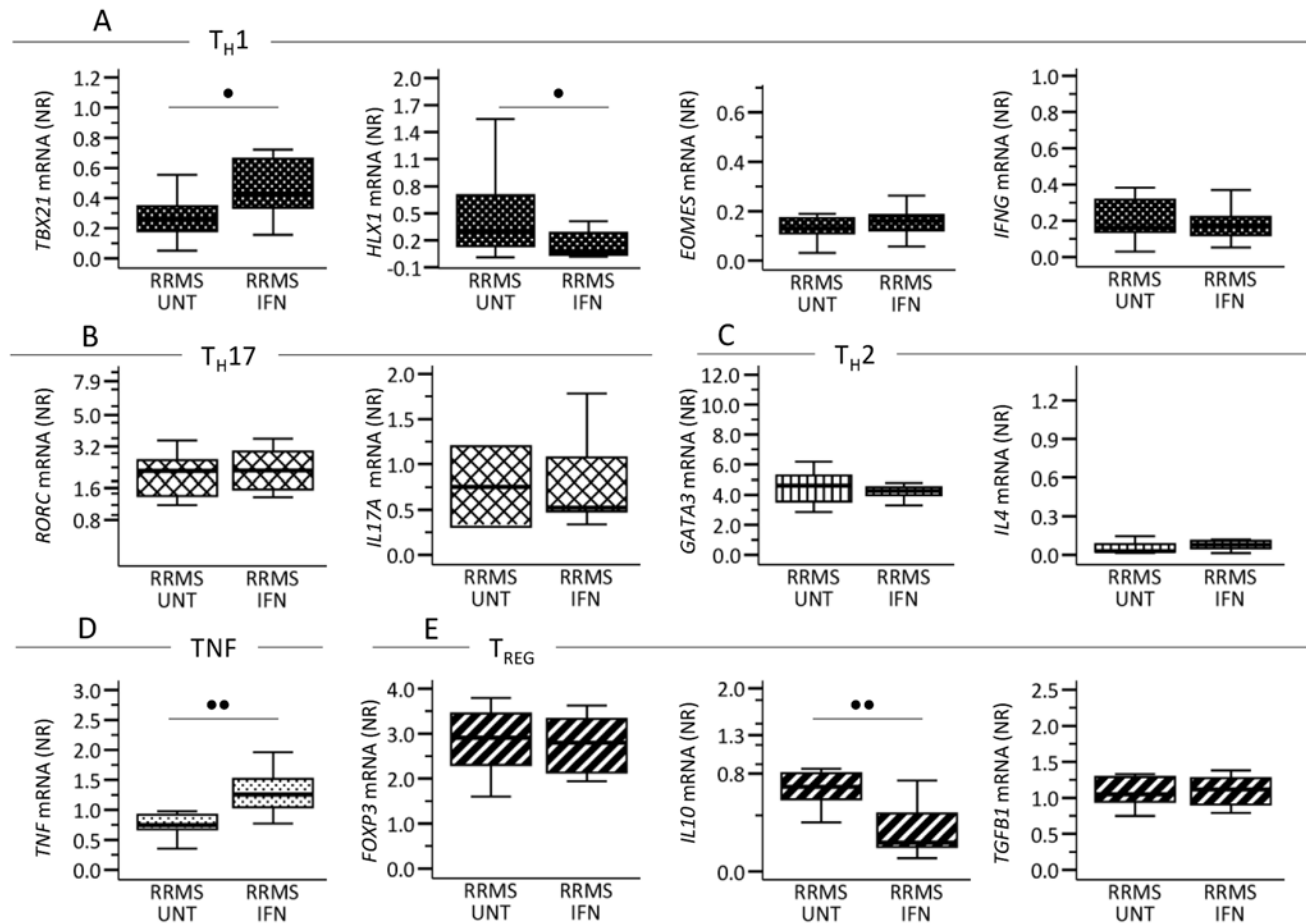 A
TH1
TBX21 mRNA (NR)
1.2
1.0
0.8
0.6
0.4
0.2
0.0
•
RRMS UNT
RRMS IFN
HLX1 mRNA (NR)
2.0
1.7
1.4
1.1
0.8
0.5
0.2
-0.1
•
RRMS UNT
RRMS IFN
EOMES mRNA (NR)
0.6
0.4
0.2
0.0
RRMS UNT
RRMS IFN
IFNG mRNA (NR)
1.0
0.8
0.6
0.4
0.2
0.0
RRMS UNT
RRMS IFN
B
TH17
RORC mRNA (NR)
7.9
5.0
3.2
1.6
0.8
RRMS UNT
RRMS IFN
IL17A mRNA (NR)
2.0
1.5
1.0
0.5
0.0
RRMS UNT
RRMS IFN
C
TH2
GATA3 mRNA (NR)
12.0
10.0
8.0
6.0
4.0
2.0
0.0
RRMS UNT
RRMS IFN
IL4 mRNA (NR)
1.2
0.9
0.6
0.3
0.0
RRMS UNT
RRMS IFN
D
TNF
TNF mRNA (NR)
3.0
2.5
2.0
1.5
1.0
0.5
0.0
••
RRMS UNT
RRMS IFN
E
TREG
FOXP3 mRNA (NR)
4.0
3.0
2.0
1.0
0.0
RRMS UNT
RRMS IFN
IL10 mRNA (NR)
2.0
1.3
0.8
0.0
••
RRMS UNT
RRMS IFN
TGFB1 mRNA (NR)
2.5
2.0
1.5
1.0
0.5
0.0
RRMS UNT
RRMS IFN